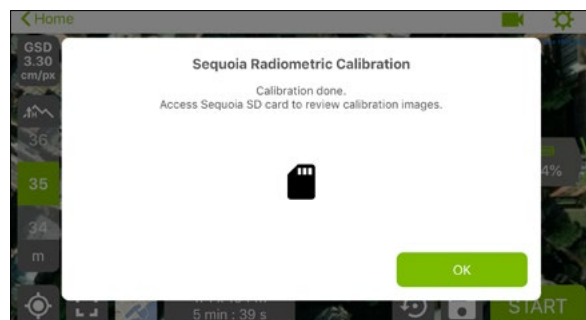 Home
GSD
3.30
cm/px
36
35
34
m
Sequoia Radiometric Calibration
Calibration done.
Access Sequoia SD card to review calibration images.
OK
4%
5 min : 39 s
START